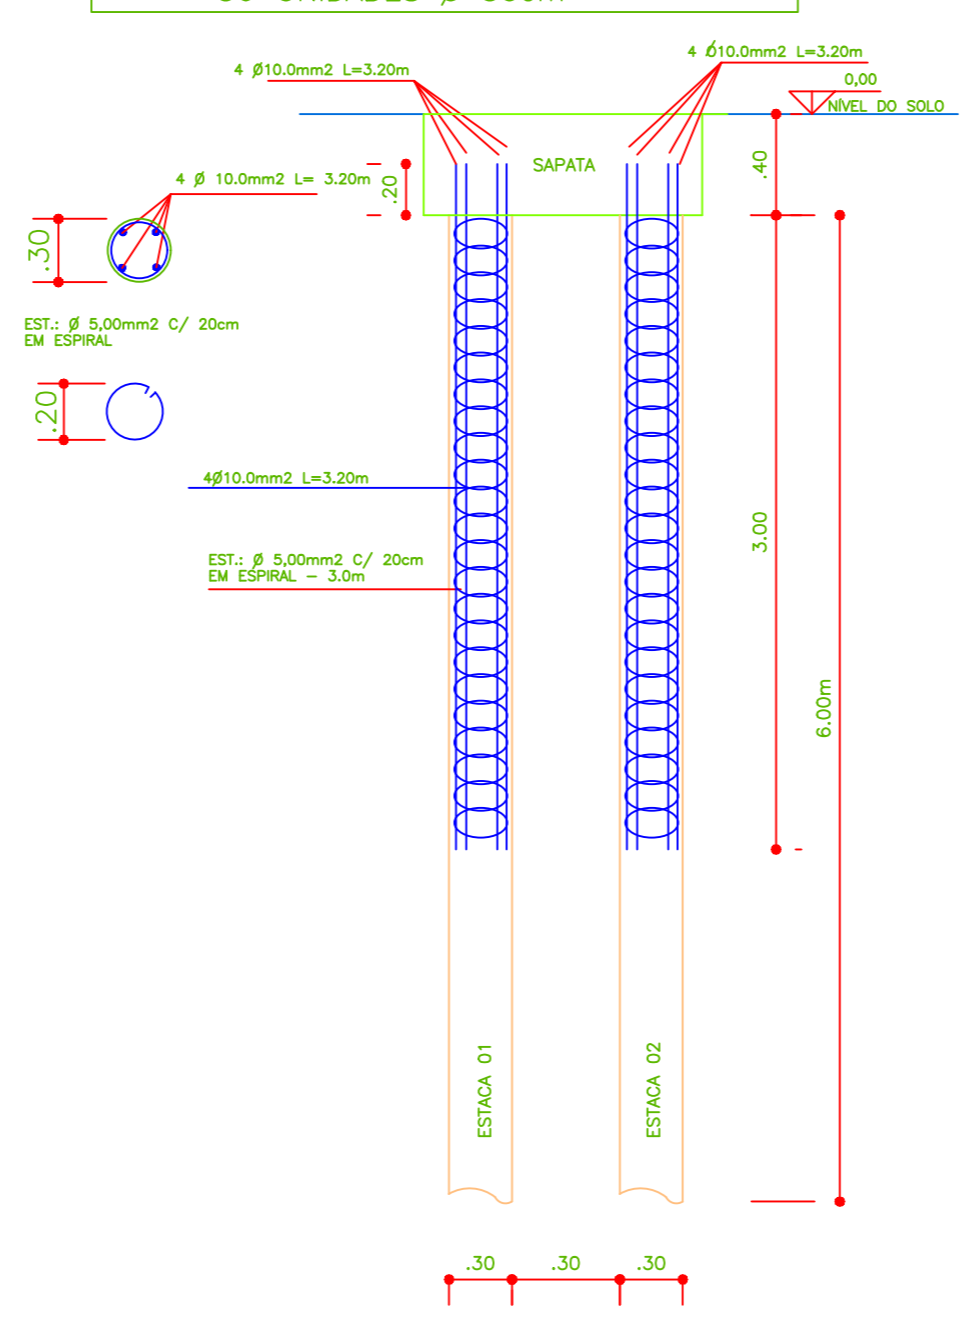 4 Ø10.0mm2 L=3.20m
4 Ø10.0mm2 L=3.20m
0,00
NÍVEL DO SOLO
SAPATA
.40
.20
4 Ø 10.0mm2 L= 3.20m
.30
EST.: Ø 5,00mm2 C/ 20cm
EM ESPIRAL
.20
4Ø10.0mm2 L=3.20m
3.00
EST.: Ø 5,00mm2 C/ 20cm
EM ESPIRAL - 3.0m
6.00m
ESTACA 01
ESTACA 02
.30
.30
.30